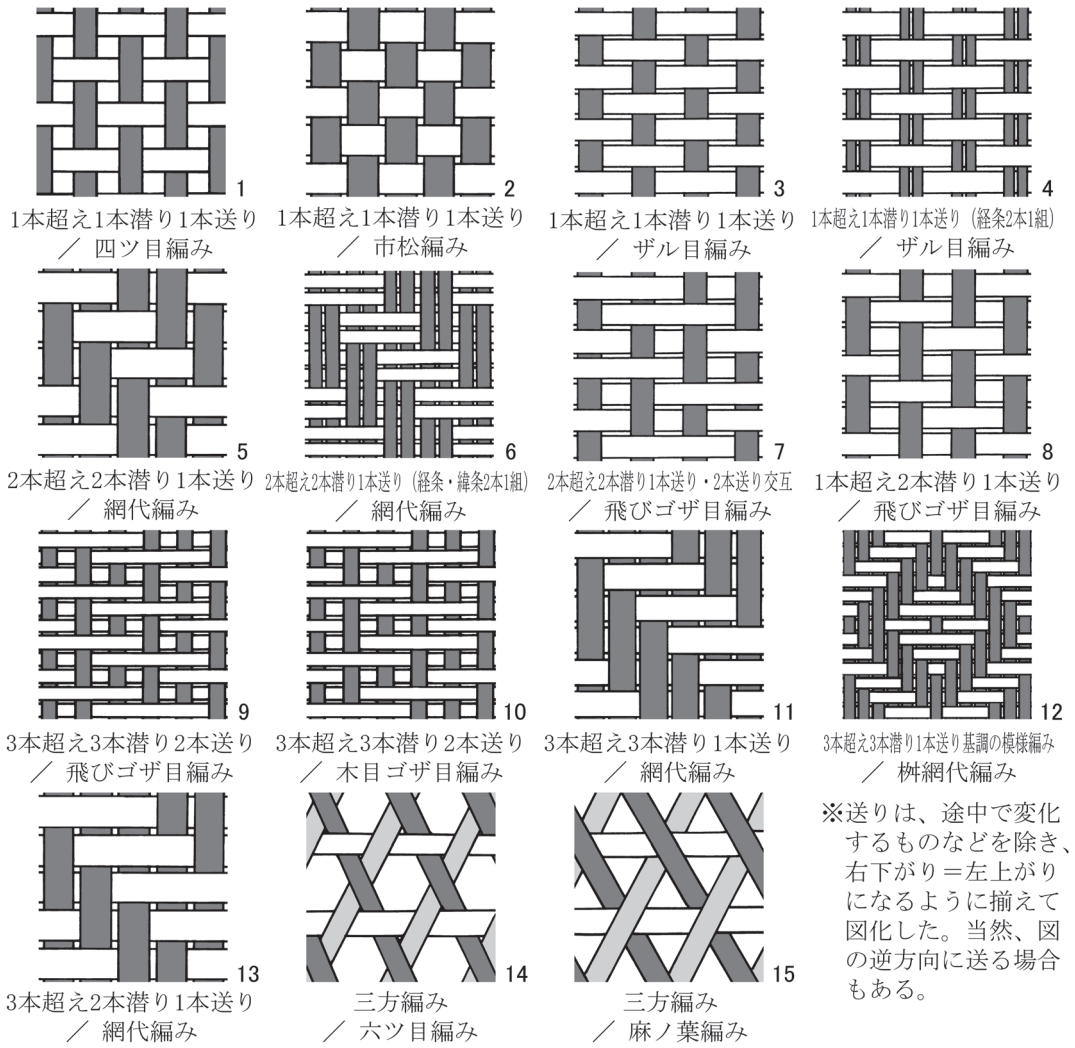 1
1本超え1本潜り1本送り
／ 四ツ目編み
2
1本超え1本潜り1本送り
／ 市松編み
3
1本超え1本潜り1本送り
／ ザル目編み
4
1本超え1本潜り1本送り（経条2本1組）
／ ザル目編み
5
2本超え2本潜り1本送り
／ 網代編み
6
2本超え2本潜り1本送り（経条・緯条2本1組）
／ 網代編み
7
2本超え2本潜り1本送り・2本送り交互
／ 飛びゴザ目編み
8
1本超え2本潜り1本送り
／ 飛びゴザ目編み
9
3本超え3本潜り2本送り
／ 飛びゴザ目編み
10
3本超え3本潜り2本送り
／ 木目ゴザ目編み
11
3本超え3本潜り1本送り
／ 網代編み
12
3本超え3本潜り1本送り基調の模様編み
／ 桝網代編み
13
3本超え2本潜り1本送り
／ 網代編み
14
三方編み
／ 六ツ目編み
15
三方編み
／ 麻ノ葉編み
※送りは、途中で変化
するものなどを除き、
右下がり＝左上がり
になるように揃えて
図化した。当然、図
の逆方向に送る場合
もある。